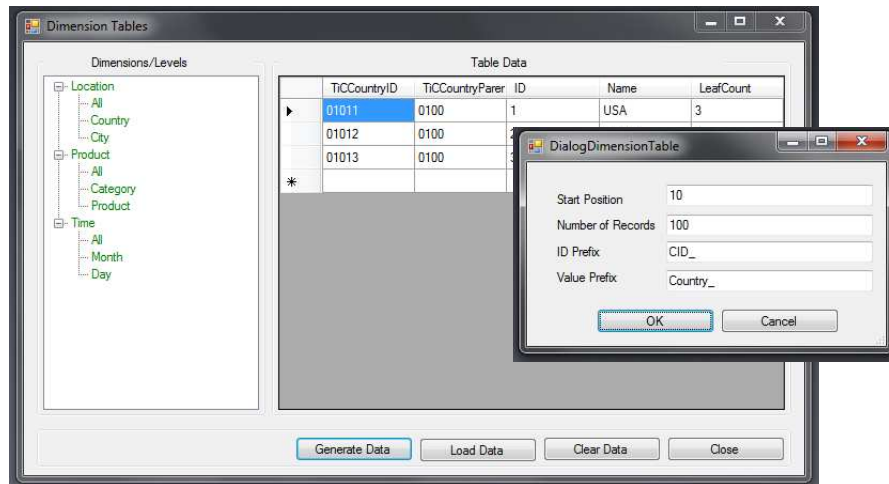 Dimension Tables
Dimensions/Levels
Location
All
Country
City
Product
All
Category
Product
Time
All
Month
Day
Table Data
TiCCountryID TiCCountryParer ID Name LeafCount
01011 0100 1 USA 3
01012 0100
01013 0100
DialogDimensionTable
Start Position 10
Number of Records 100
ID Prefix CID_
Value Prefix Country_
OK Cancel
Generate Data Load Data Clear Data Close